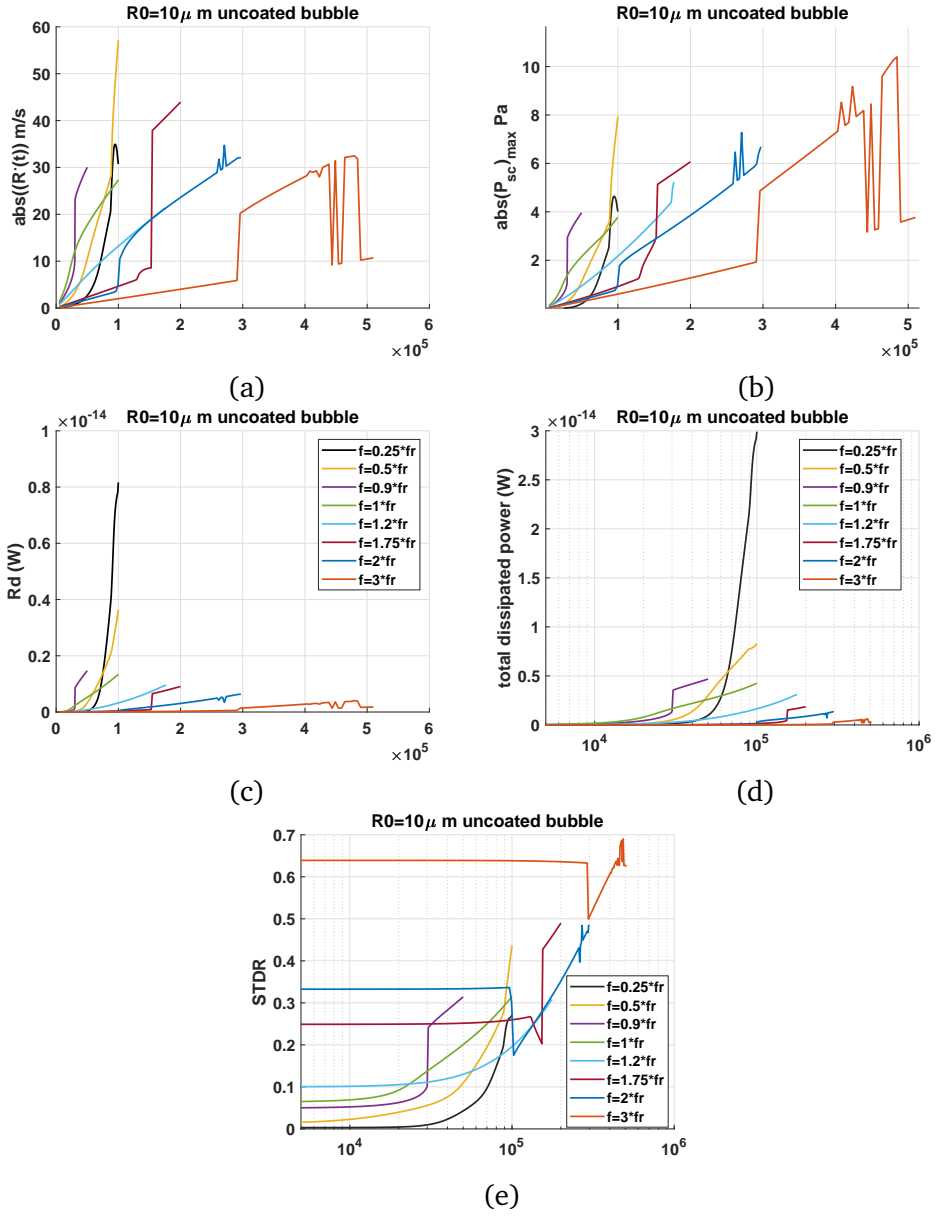 R0=10μ m uncoated bubble
abs((R˙(t)) m/s
60
50
40
30
20
10
0
0 1 2 3 4 5 6
×10^5
(a)
R0=10μ m uncoated bubble
abs(P_sc)_max Pa
10
8
6
4
2
1 2 3 4 5
×10^5
(b)
R0=10μ m uncoated bubble
×10^-14
Rd (W)
1
0.8
0.6
0.4
0.2
0
0 1 2 3 4 5 6
×10^5
f=0.25*fr
f=0.5*fr
f=0.9*fr
f=1*fr
f=1.2*fr
f=1.75*fr
f=2*fr
f=3*fr
(c)
R0=10μ m uncoated bubble
×10^-14
total dissipated power (W)
3
2.5
2
1.5
1
0.5
0
10^4 10^5 10^6
f=0.25*fr
f=0.5*fr
f=0.9*fr
f=1*fr
f=1.2*fr
f=1.75*fr
f=2*fr
f=3*fr
(d)
R0=10μ m uncoated bubble
STDR
0.7
0.6
0.5
0.4
0.3
0.2
0.1
0
10^4 10^5 10^6
f=0.25*fr
f=0.5*fr
f=0.9*fr
f=1*fr
f=1.2*fr
f=1.75*fr
f=2*fr
f=3*fr
(e)